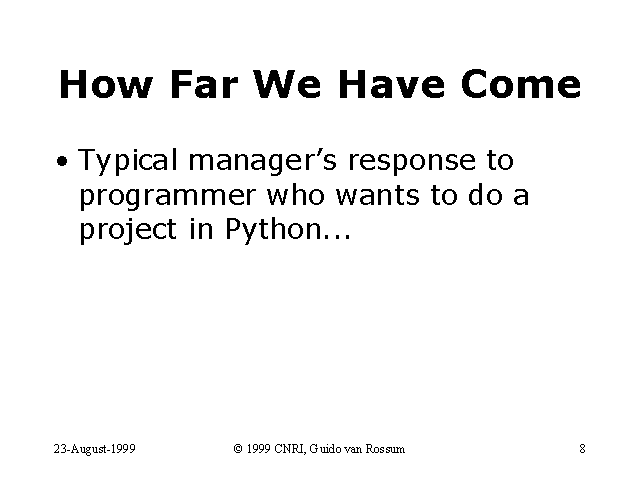 How Far We Have Come
• Typical manager’s response to
programmer who wants to do a
project in Python...
23-August-1999
© 1999 CNRI, Guido van Rossum
8